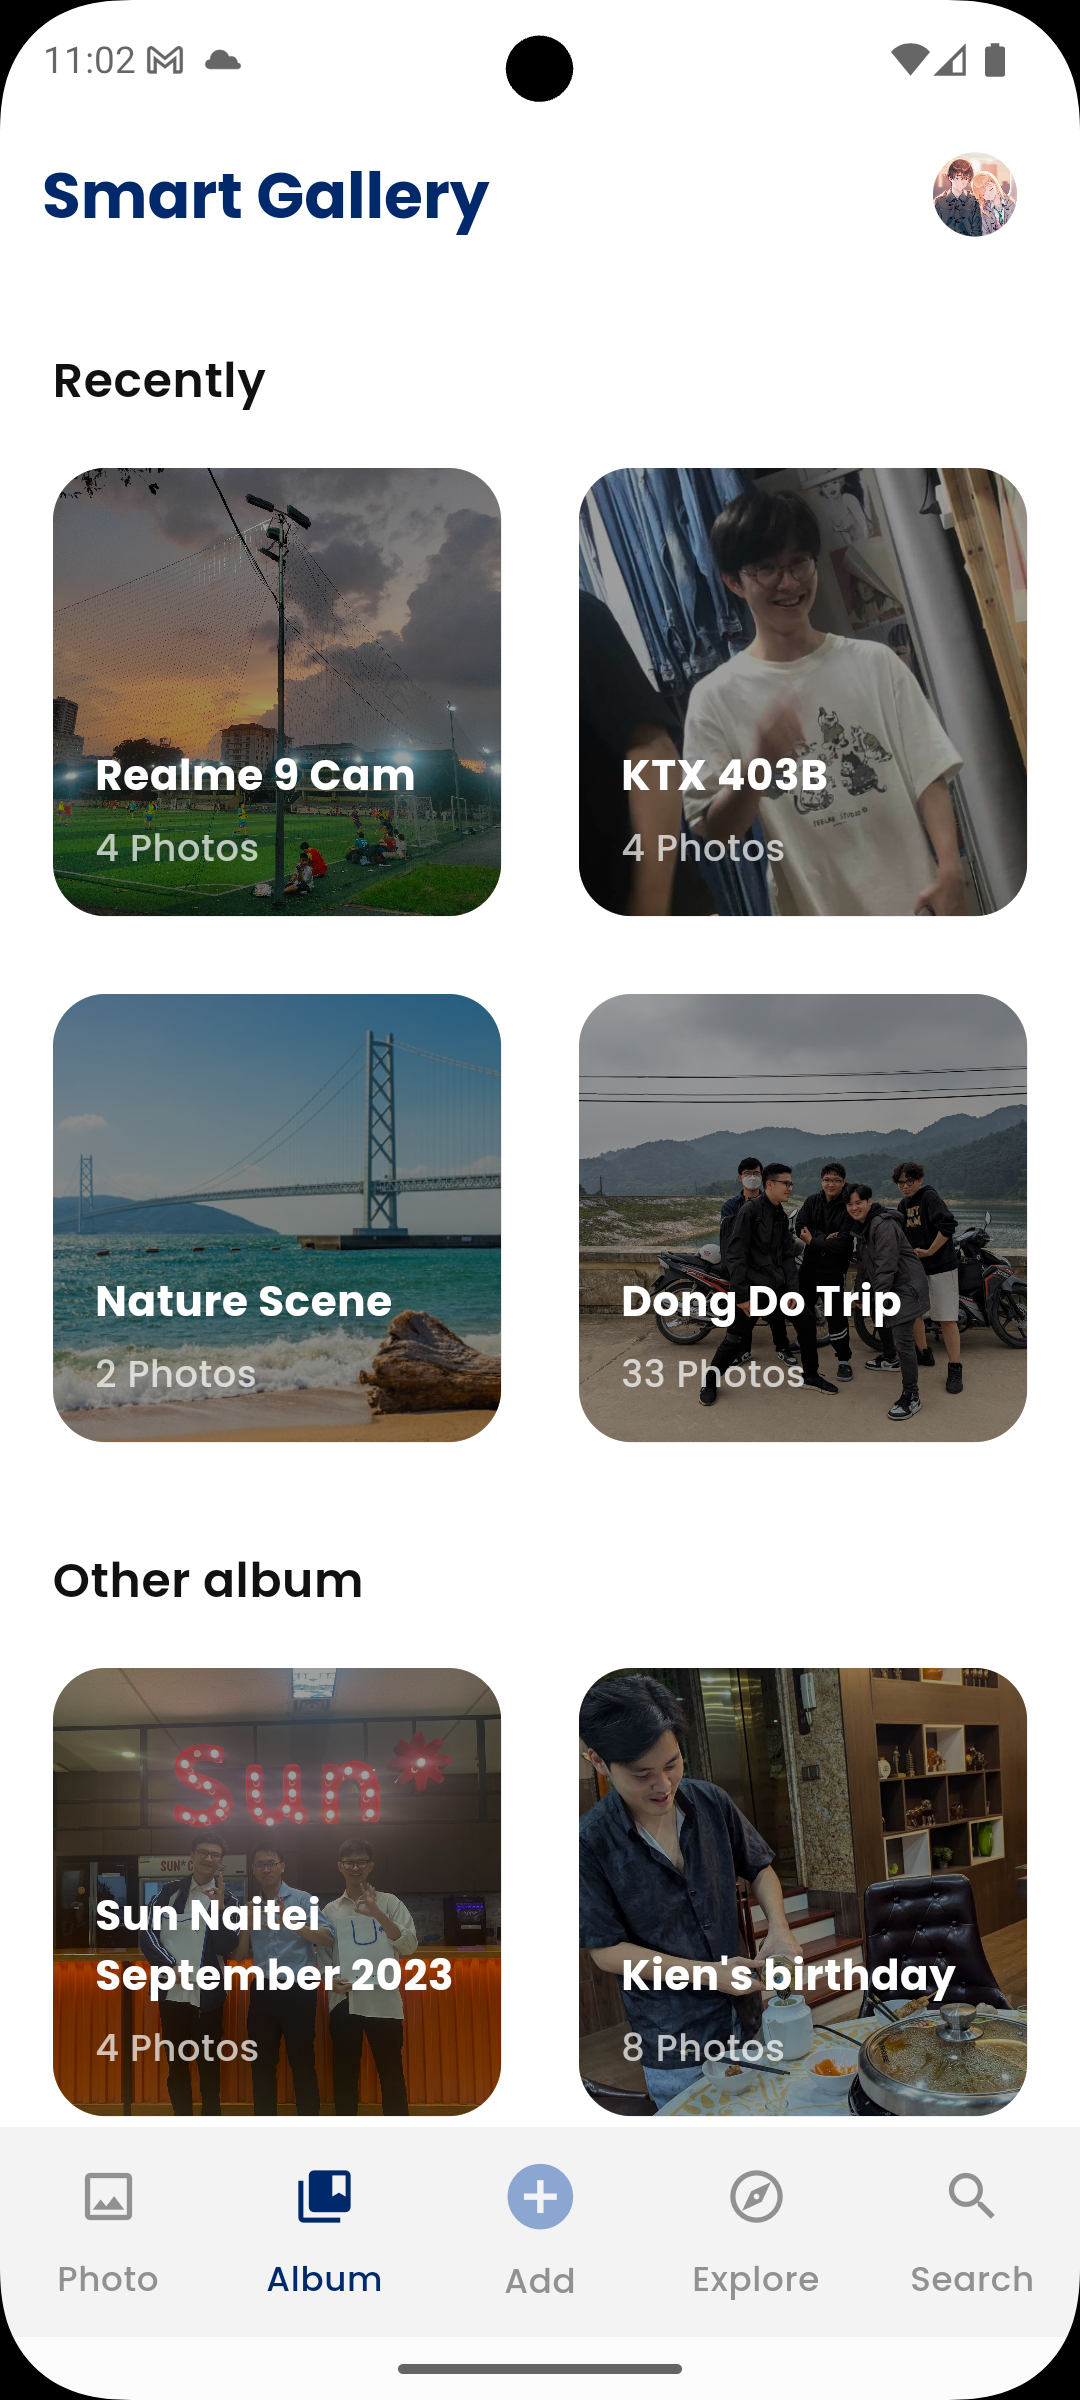 11:02
Smart Gallery
Recently
Realme 9 Cam
4 Photos
KTX 403B
4 Photos
Nature Scene
2 Photos
Dong Do Trip
33 Photos
Other album
Sun*
SUN*C
Sun Naitei
September 2023
4 Photos
Kien's birthday
8 Photos
Photo
Album
Add
Explore
Search